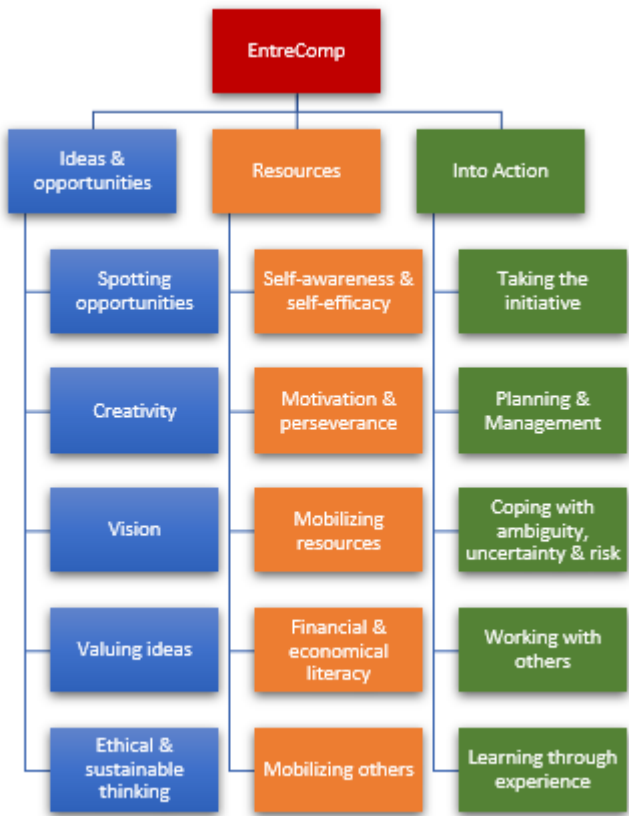 EntreComp
Ideas &
opportunities
Resources
Into Action
Spotting
opportunities
Self-awareness &
self-efficacy
Taking the
initiative
Creativity
Motivation &
perseverance
Planning &
Management
Vision
Mobilizing
resources
Coping with
ambiguity,
uncertainty & risk
Valuing ideas
Financial &
economical
literacy
Working with
others
Ethical &
sustainable
thinking
Mobilizing others
Learning through
experience